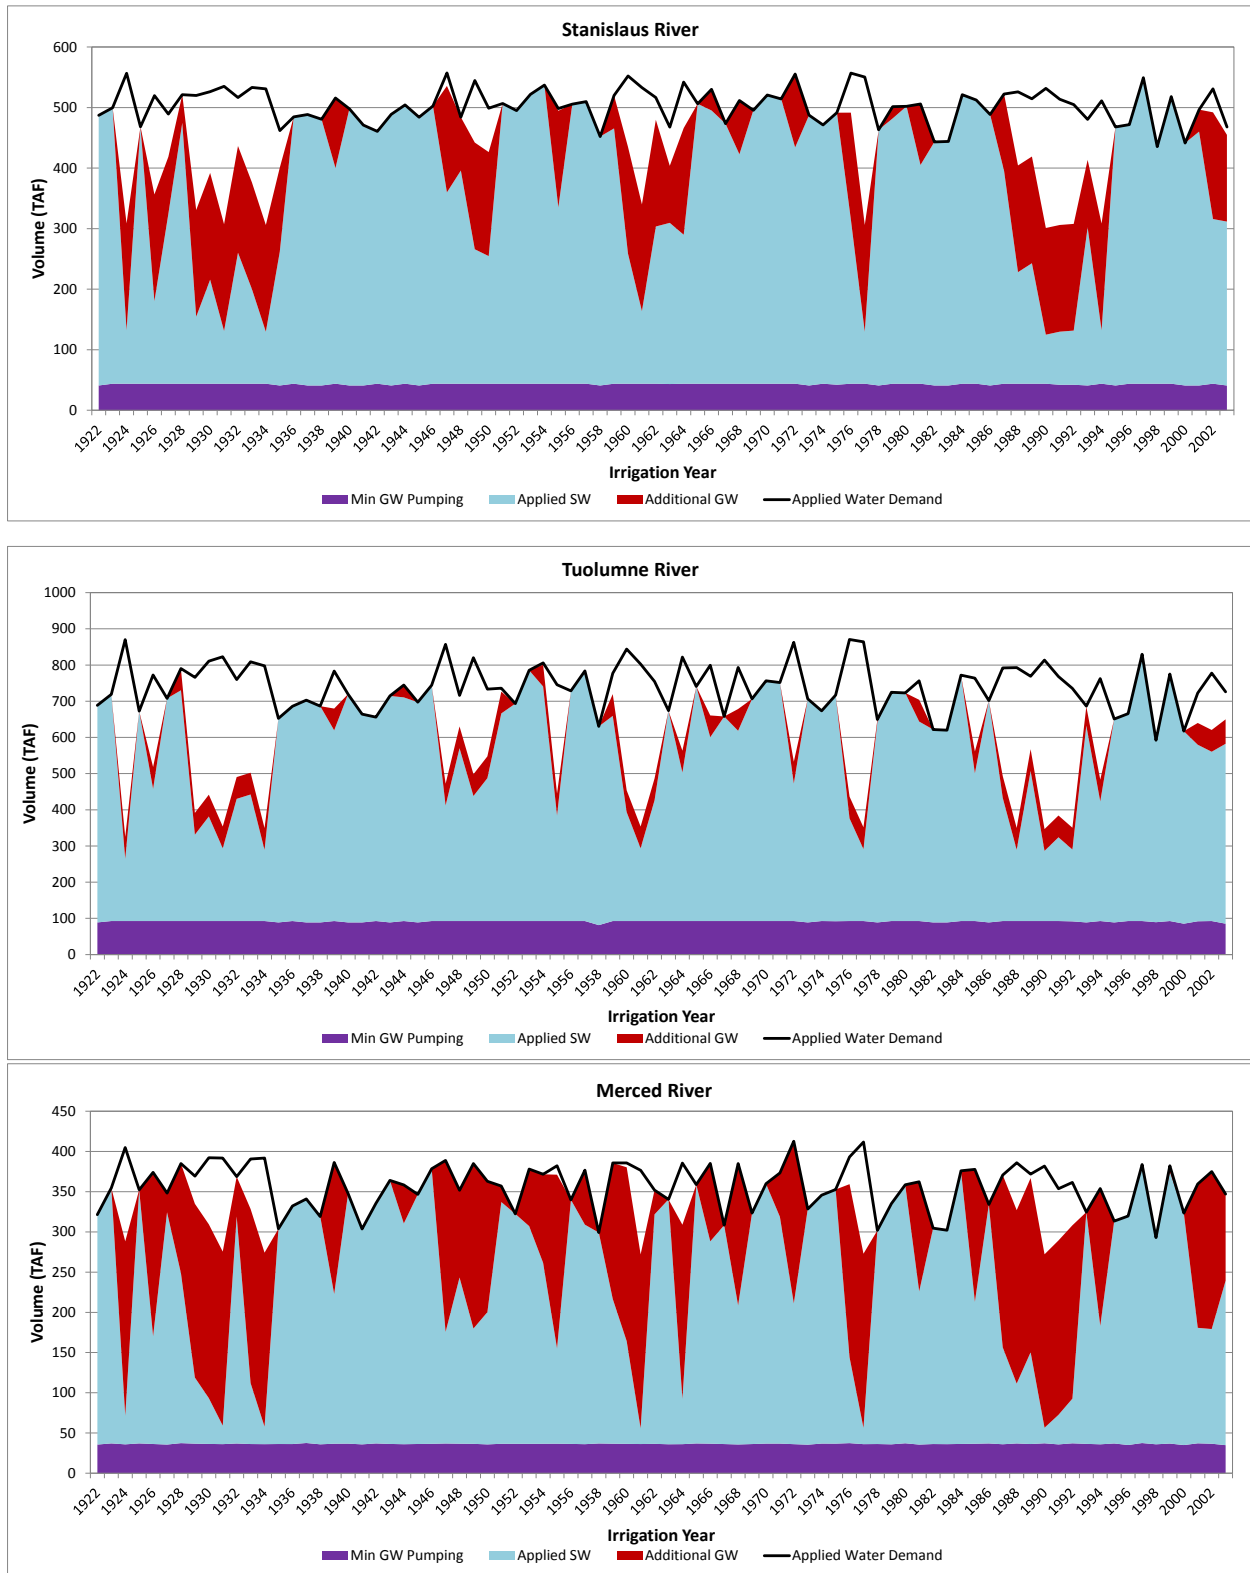 Stanislaus River
600
500
400
300
200
100
0
Volume (TAF)
1922 1924 1926 1928 1930 1932 1934 1936 1938 1940 1942 1944 1946 1948 1950 1952 1954 1956 1958 1960 1962 1964 1966 1968 1970 1972 1974 1976 1978 1980 1982 1984 1986 1988 1990 1992 1994 1996 1998 2000 2002
Irrigation Year
Min GW Pumping Applied SW Additional GW Applied Water Demand
Tuolumne River
1000
900
800
700
600
500
400
300
200
100
0
Volume (TAF)
1922 1924 1926 1928 1930 1932 1934 1936 1938 1940 1942 1944 1946 1948 1950 1952 1954 1956 1958 1960 1962 1964 1966 1968 1970 1972 1974 1976 1978 1980 1982 1984 1986 1988 1990 1992 1994 1996 1998 2000 2002
Irrigation Year
Min GW Pumping Applied SW Additional GW Applied Water Demand
Merced River
450
400
350
300
250
200
150
100
50
0
Volume (TAF)
1922 1924 1926 1928 1930 1932 1934 1936 1938 1940 1942 1944 1946 1948 1950 1952 1954 1956 1958 1960 1962 1964 1966 1968 1970 1972 1974 1976 1978 1980 1982 1984 1986 1988 1990 1992 1994 1996 1998 2000 2002
Irrigation Year
Min GW Pumping Applied SW Additional GW Applied Water Demand